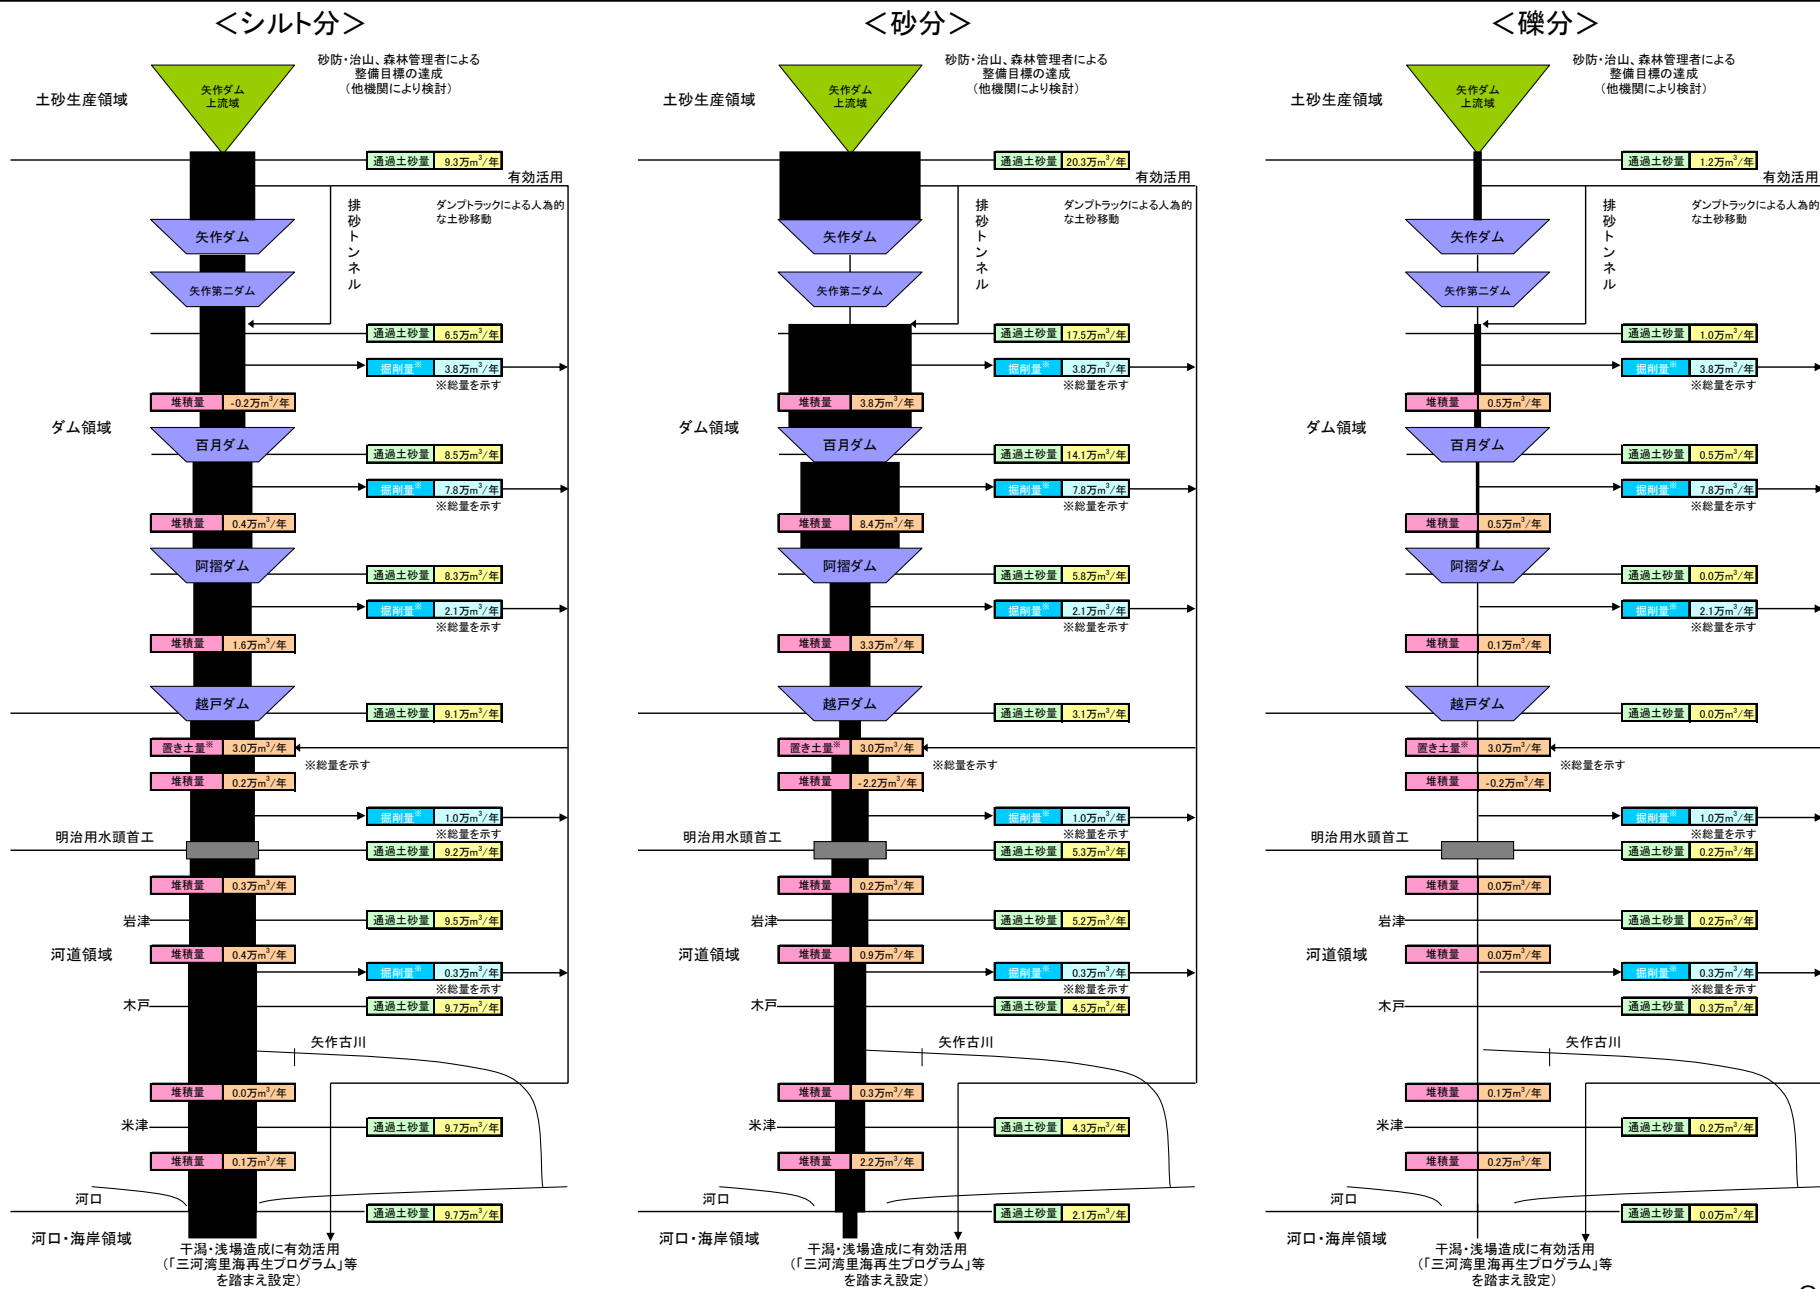 ＜シルト分＞
砂防・治山、森林管理者による
整備目標の達成
（他機関により検討）
土砂生産領域
矢作ダム
上流域
通過土砂量 9.3万m³/年
有効活用
排砂トンネル
ダンプトラックによる人為的
な土砂移動
矢作ダム
矢作第二ダム
通過土砂量 6.5万m³/年
掘削量※ 3.8万m³/年
※総量を示す
堆積量 -0.2万m³/年
ダム領域
百月ダム
通過土砂量 8.5万m³/年
掘削量※ 7.8万m³/年
※総量を示す
堆積量 0.4万m³/年
阿摺ダム
通過土砂量 8.3万m³/年
掘削量※ 2.1万m³/年
※総量を示す
堆積量 1.6万m³/年
越戸ダム
通過土砂量 9.1万m³/年
置き土量※ 3.0万m³/年
※総量を示す
堆積量 0.2万m³/年
掘削量※ 1.0万m³/年
※総量を示す
明治用水頭首工
通過土砂量 9.2万m³/年
堆積量 0.3万m³/年
岩津
通過土砂量 9.5万m³/年
河道領域
堆積量 0.4万m³/年
掘削量※ 0.3万m³/年
※総量を示す
木戸
通過土砂量 9.7万m³/年
矢作古川
堆積量 0.0万m³/年
米津
通過土砂量 9.7万m³/年
堆積量 0.1万m³/年
河口
通過土砂量 9.7万m³/年
河口・海岸領域
干潟・浅場造成に有効活用
（「三河湾里海再生プログラム」等
を踏まえ設定）
＜砂分＞
砂防・治山、森林管理者による
整備目標の達成
（他機関により検討）
土砂生産領域
矢作ダム
上流域
通過土砂量 20.3万m³/年
有効活用
排砂トンネル
ダンプトラックによる人為的
な土砂移動
矢作ダム
矢作第二ダム
通過土砂量 17.5万m³/年
掘削量※ 3.8万m³/年
※総量を示す
堆積量 3.8万m³/年
ダム領域
百月ダム
通過土砂量 14.1万m³/年
掘削量※ 7.8万m³/年
※総量を示す
堆積量 8.4万m³/年
阿摺ダム
通過土砂量 5.8万m³/年
掘削量※ 2.1万m³/年
※総量を示す
堆積量 3.3万m³/年
越戸ダム
通過土砂量 3.1万m³/年
置き土量※ 3.0万m³/年
※総量を示す
堆積量 -2.2万m³/年
掘削量※ 1.0万m³/年
※総量を示す
明治用水頭首工
通過土砂量 5.3万m³/年
堆積量 0.2万m³/年
岩津
通過土砂量 5.2万m³/年
河道領域
堆積量 0.9万m³/年
掘削量※ 0.3万m³/年
※総量を示す
木戸
通過土砂量 4.5万m³/年
矢作古川
堆積量 0.3万m³/年
米津
通過土砂量 4.3万m³/年
堆積量 2.2万m³/年
河口
通過土砂量 2.1万m³/年
河口・海岸領域
干潟・浅場造成に有効活用
（「三河湾里海再生プログラム」等
を踏まえ設定）
＜礫分＞
砂防・治山、森林管理者による
整備目標の達成
（他機関により検討）
土砂生産領域
矢作ダム
上流域
通過土砂量 1.2万m³/年
有効活用
排砂トンネル
ダンプトラックによる人為的
な土砂移動
矢作ダム
矢作第二ダム
通過土砂量 1.0万m³/年
掘削量※ 3.8万m³/年
※総量を示す
堆積量 0.5万m³/年
ダム領域
百月ダム
通過土砂量 0.5万m³/年
掘削量※ 7.8万m³/年
※総量を示す
堆積量 0.5万m³/年
阿摺ダム
通過土砂量 0.0万m³/年
掘削量※ 2.1万m³/年
※総量を示す
堆積量 0.1万m³/年
越戸ダム
通過土砂量 0.0万m³/年
置き土量※ 3.0万m³/年
※総量を示す
堆積量 -0.2万m³/年
掘削量※ 1.0万m³/年
※総量を示す
明治用水頭首工
通過土砂量 0.2万m³/年
堆積量 0.0万m³/年
岩津
通過土砂量 0.2万m³/年
河道領域
堆積量 0.0万m³/年
掘削量※ 0.3万m³/年
※総量を示す
木戸
通過土砂量 0.3万m³/年
矢作古川
堆積量 0.1万m³/年
米津
通過土砂量 0.2万m³/年
堆積量 0.2万m³/年
河口
通過土砂量 0.0万m³/年
河口・海岸領域
干潟・浅場造成に有効活用
（「三河湾里海再生プログラム」等
を踏まえ設定）